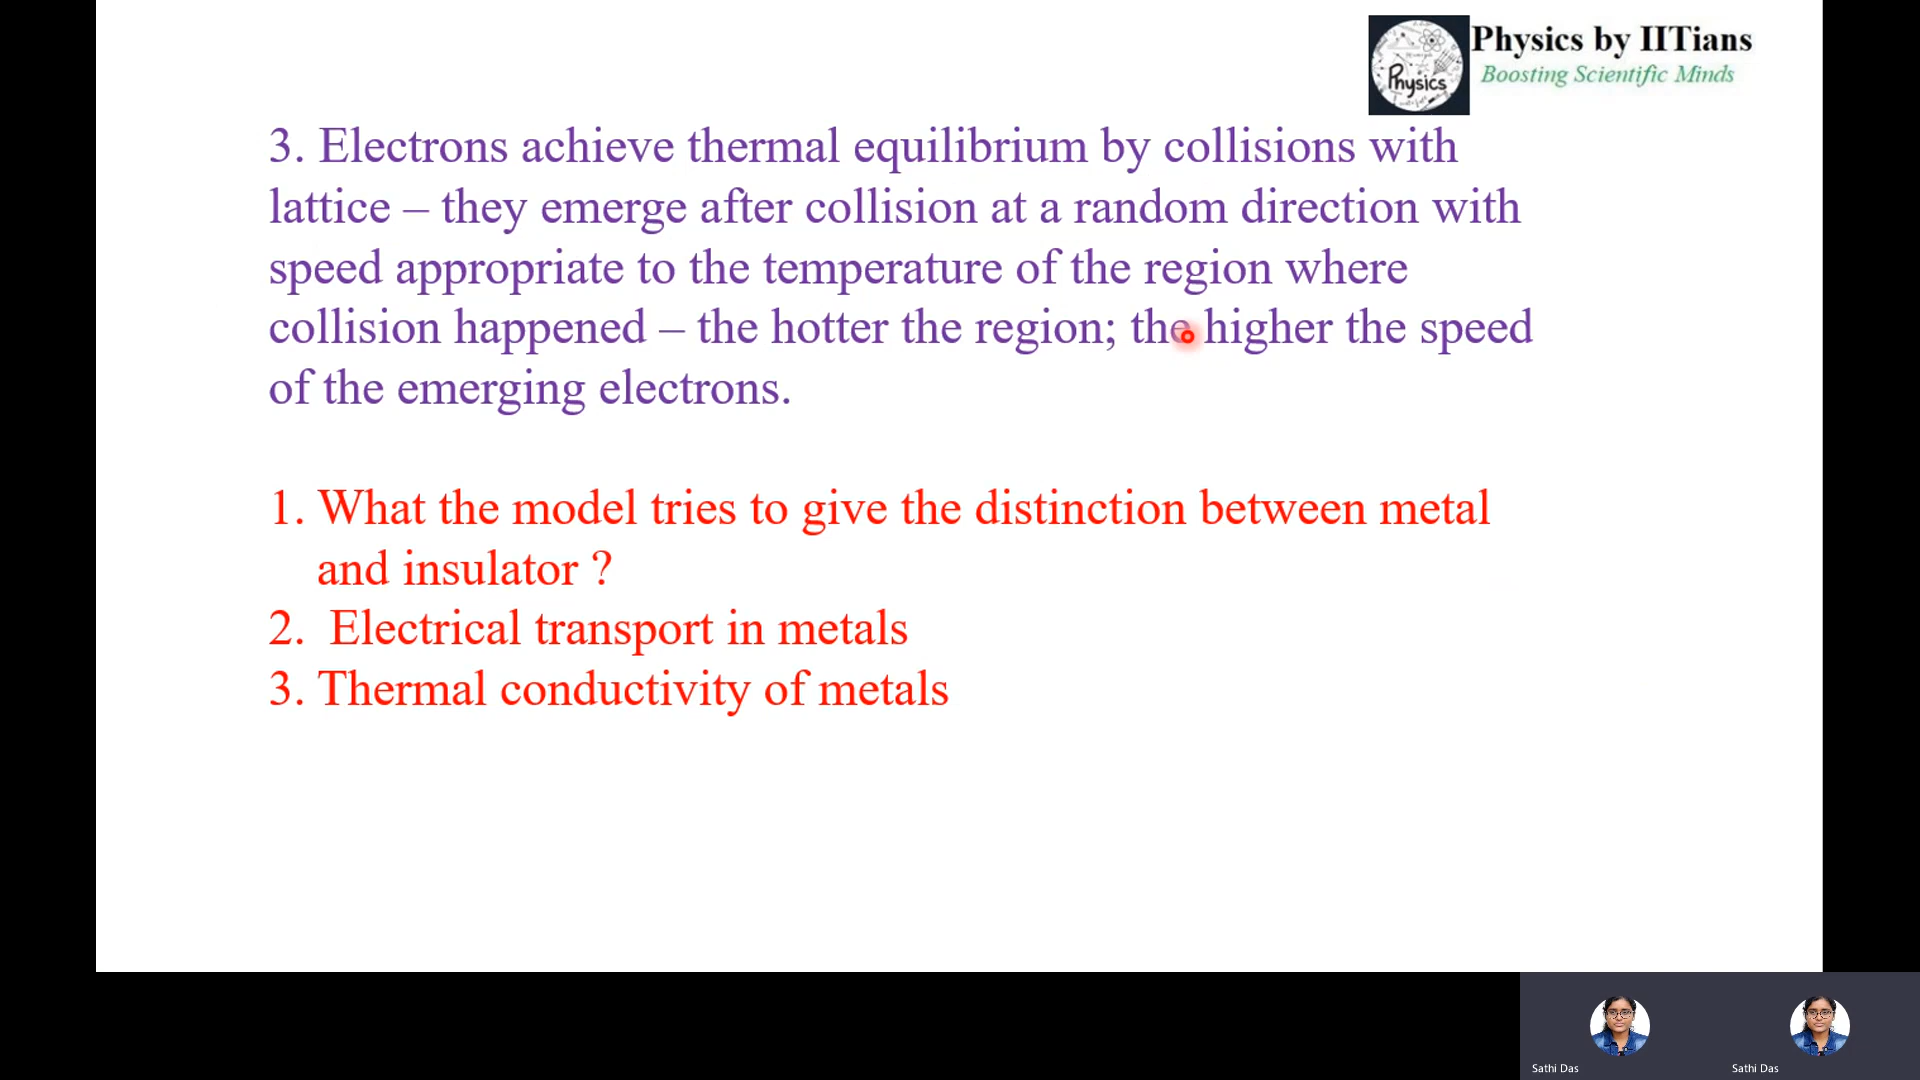 Physics by IITians
Boosting Scientific Minds
Physics
3. Electrons achieve thermal equilibrium by collisions with
lattice – they emerge after collision at a random direction with
speed appropriate to the temperature of the region where
collision happened – the hotter the region; the higher the speed
of the emerging electrons.
1. What the model tries to give the distinction between metal
and insulator ?
2. Electrical transport in metals
3. Thermal conductivity of metals
Sathi Das
Sathi Das